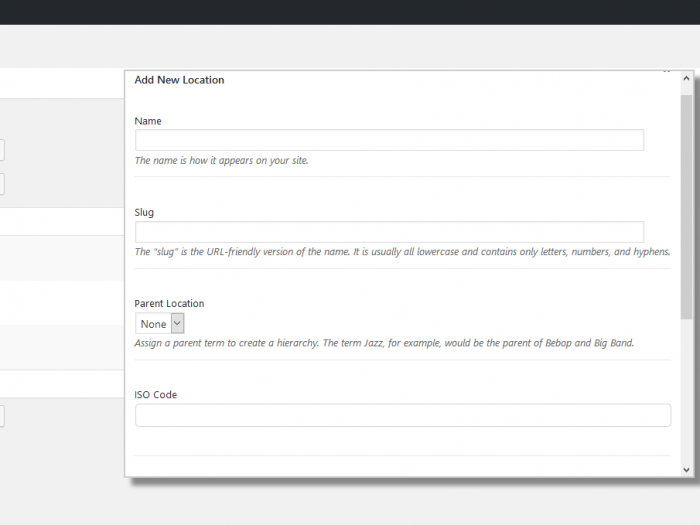 Add New Location
Name
The name is how it appears on your site.
Slug
The "slug" is the URL-friendly version of the name. It is usually all lowercase and contains only letters, numbers, and hyphens.
Parent Location
None
Assign a parent term to create a hierarchy. The term Jazz, for example, would be the parent of Bebop and Big Band.
ISO Code